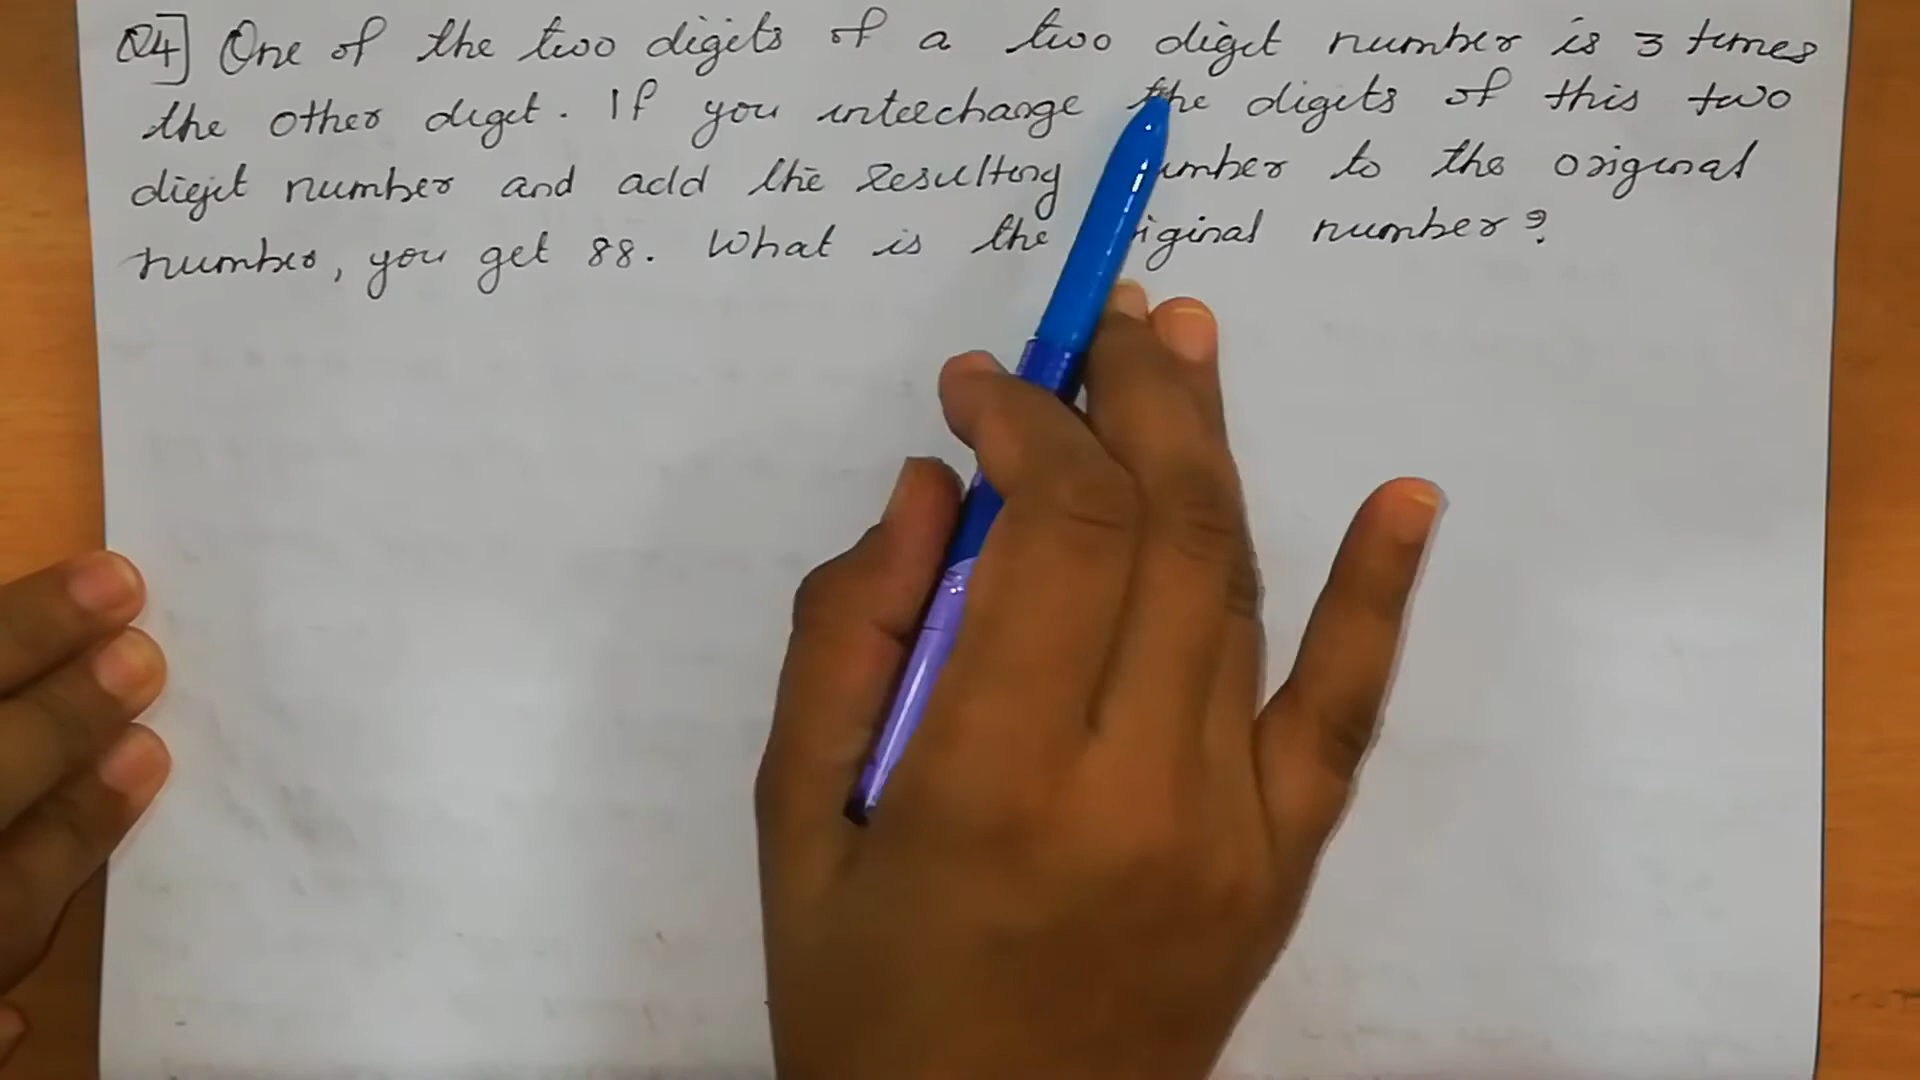 Q4] One of the two digits of a two digit number is 3 times
the other digit. If you interchange the digits of this two
digit number and add the resulting number to the original
number, you get 88. What is the original number?